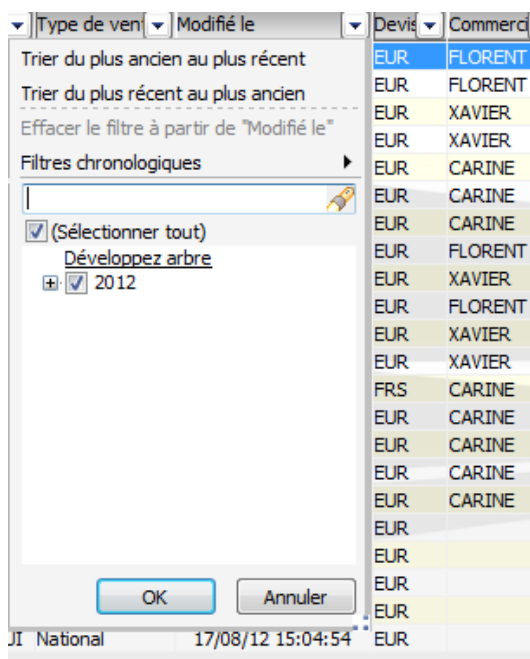 Type de vent Modifié le Devis Commerci
Trier du plus ancien au plus récent EUR FLORENT
Trier du plus récent au plus ancien EUR FLORENT
Effacer le filtre à partir de "Modifié le" EUR XAVIER
EUR XAVIER
Filtres chronologiques EUR CARINE
EUR CARINE
(Sélectionner tout) EUR CARINE
Développez arbre EUR FLORENT
2012 EUR XAVIER
EUR FLORENT
EUR XAVIER
EUR XAVIER
FRS CARINE
EUR CARINE
EUR CARINE
EUR CARINE
EUR CARINE
EUR
EUR
OK Annuler EUR
EUR
UI National 17/08/12 15:04:54 EUR